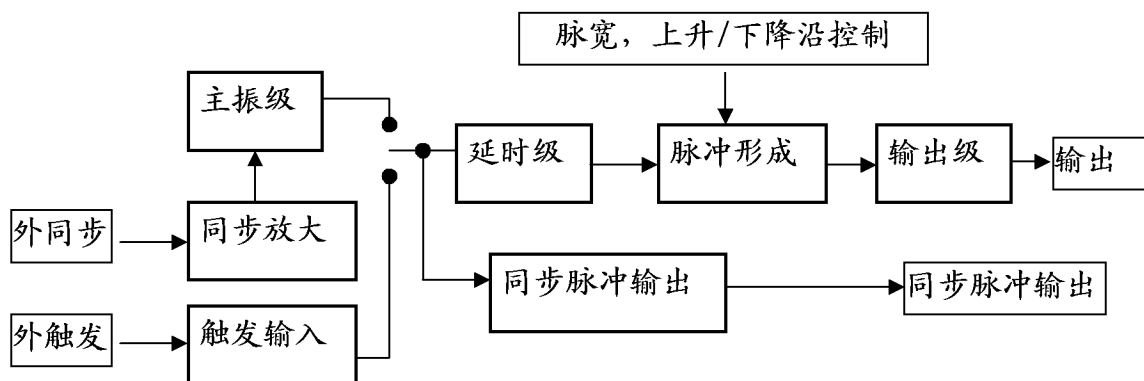 脉宽，上升/下降沿控制
主振级
延时级
脉冲形成
输出级
输出
外同步
同步放大
同步脉冲输出
同步脉冲输出
外触发
触发输入